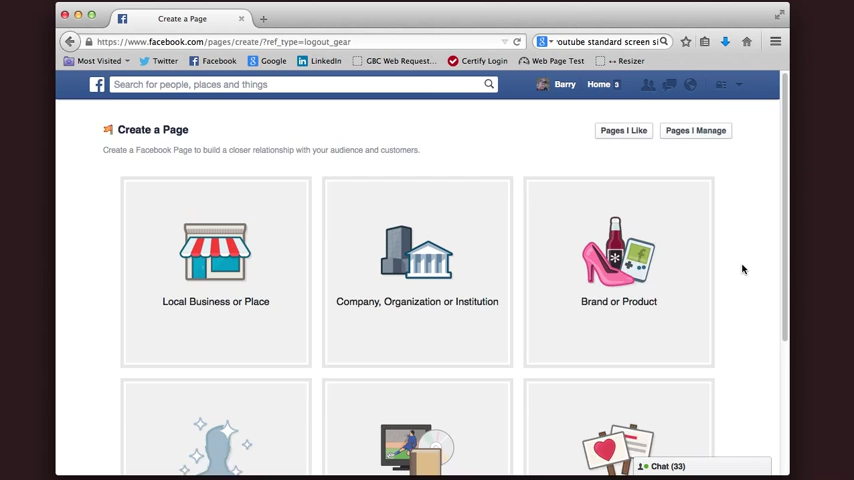 Create a Page
https://www.facebook.com/pages/create/?ref_type=logout_gear
outube standard screen si
Most Visited
Twitter
Facebook
Google
LinkedIn
GBC Web Request...
Certify Login
Web Page Test
Resizer
Search for people, places and things
Barry
Home 3
Create a Page
Pages I Like
Pages I Manage
Create a Facebook Page to build a closer relationship with your audience and customers.
Local Business or Place
Company, Organization or Institution
Brand or Product
Chat (33)